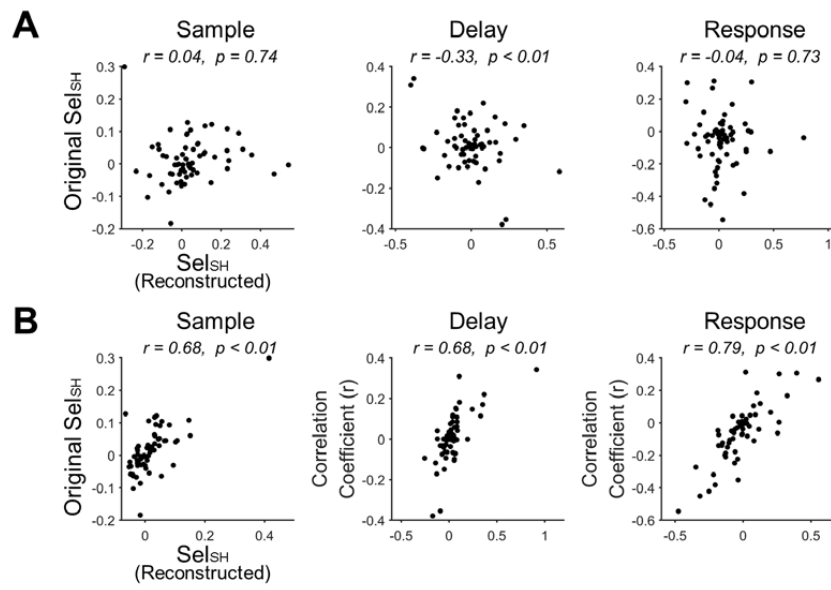 A
Sample
Delay
Response
r = 0.04, p = 0.74
r = -0.33, p < 0.01
r = -0.04, p = 0.73
Original SelSH
0.3
0.2
0.1
0
-0.1
-0.2
-0.2
0
0.2
0.4
SelSH
(Reconstructed)
0.4
0.2
0
-0.2
-0.4
-0.5
0
0.5
0.4
0.2
0
-0.2
-0.4
-0.6
-0.5
0
0.5
1
B
Sample
Delay
Response
r = 0.68, p < 0.01
r = 0.68, p < 0.01
r = 0.79, p < 0.01
Original SelSH
0.3
0.2
0.1
0
-0.1
-0.2
0
0.2
0.4
SelSH
(Reconstructed)
Correlation
Coefficient (r)
0.4
0.2
0
-0.2
-0.4
-0.5
0
0.5
1
Correlation
Coefficient (r)
0.4
0.2
0
-0.2
-0.4
-0.6
-0.5
0
0.5